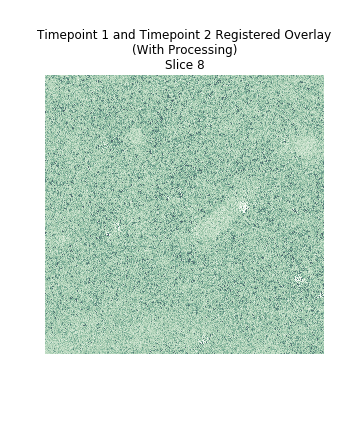 Timepoint 1 and Timepoint 2 Registered Overlay
(With Processing)
Slice 8